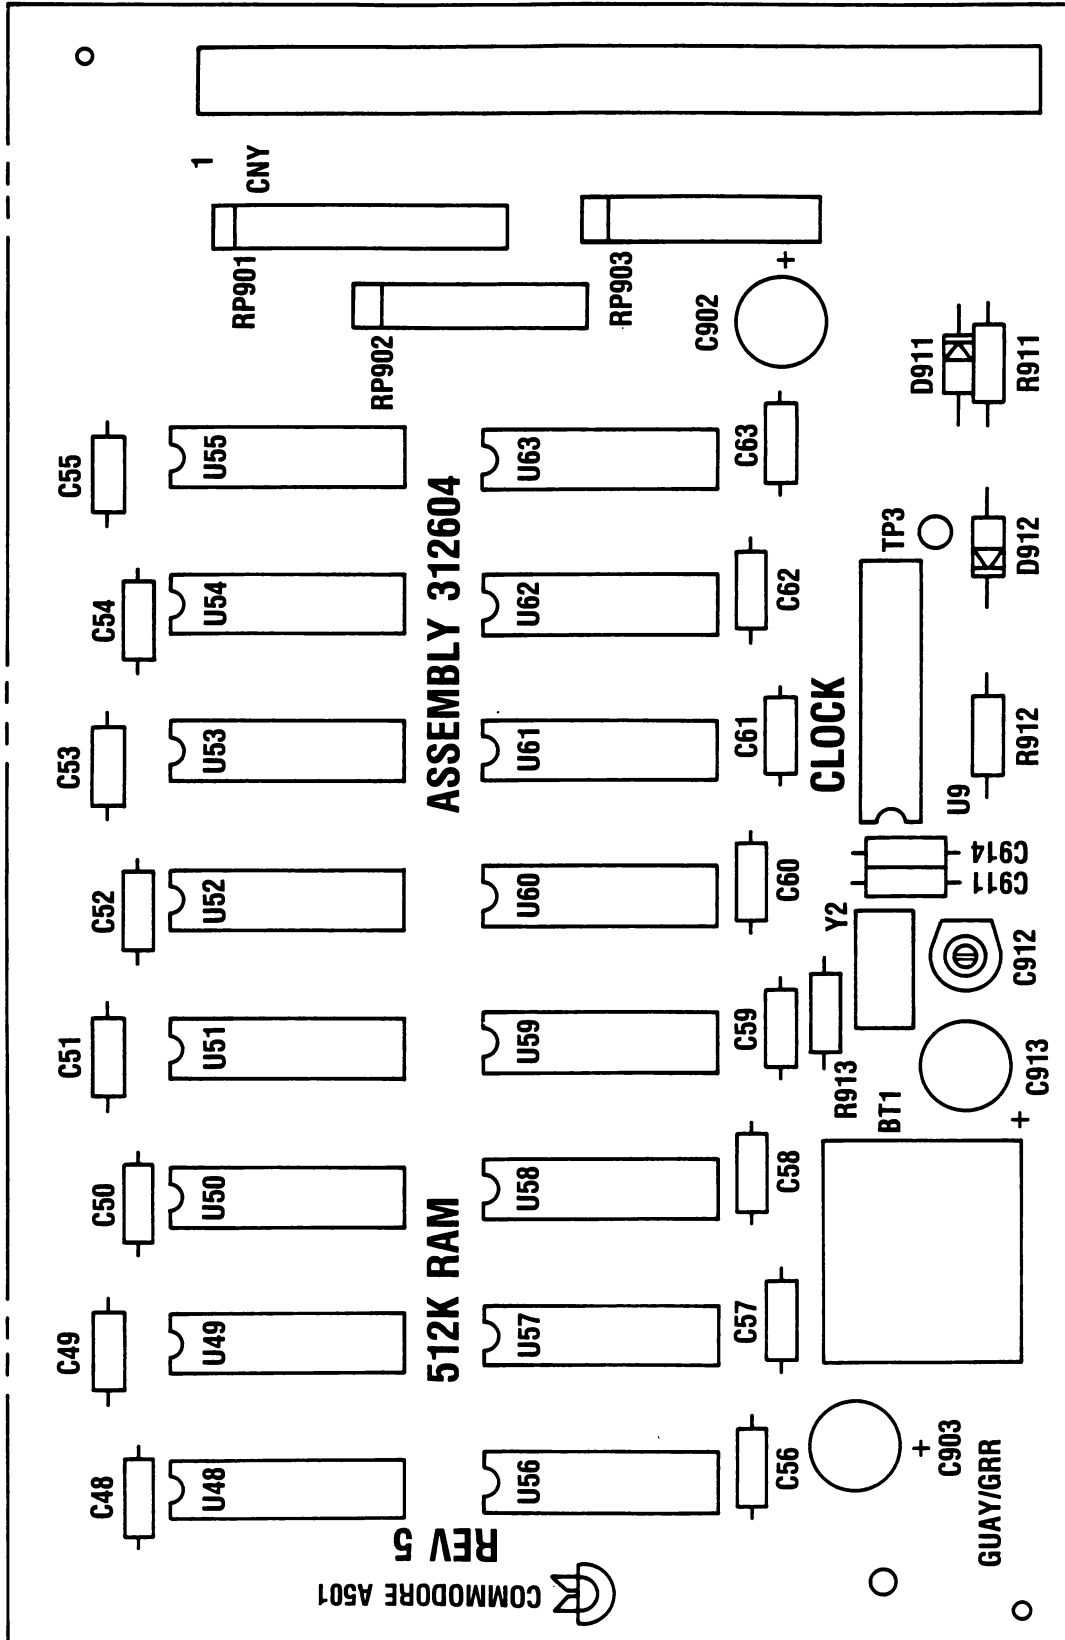 1
CNY
RP901
RP902
RP903
C902
D911
R911
C55
U55
U63
C63
C54
U54
U62
C62
TP3
D912
ASSEMBLY 312604
C53
U53
U61
C61
CLOCK
R912
U9
C914
C911
C52
U52
U60
C60
Y2
C912
C51
U51
U59
C59
R913
C913
BT1
C50
U50
U58
C58
512K RAM
C49
U49
U57
C57
C48
U48
U56
C56
C903
GUAY/GRR
REV 5
COMMODORE A501